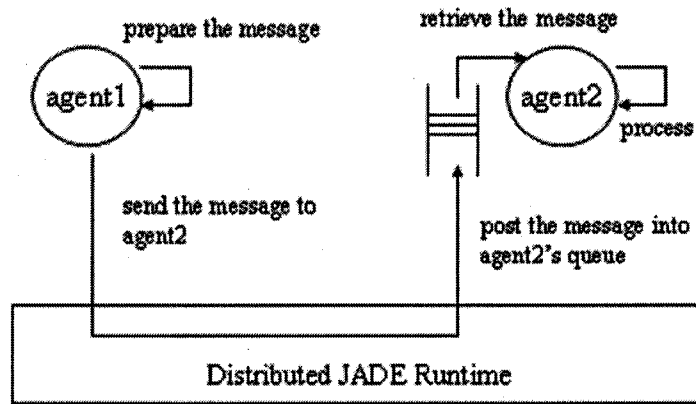 prepare the message
retrieve the message
agent1
agent2
process
send the message to
agent2
post the message into
agent2's queue
Distributed JADE Runtime